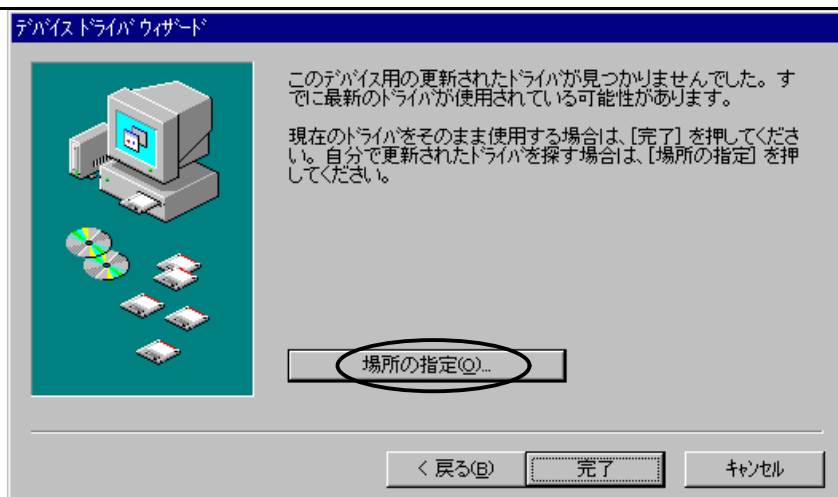 ﾃﾞﾊﾞｲｽ ﾄﾞﾗｲﾊﾞ ｳｨｻﾞｰﾄﾞ
このﾃﾞﾊﾞｲｽ用の更新されたﾄﾞﾗｲﾊﾞが見つかりませんでした。す
でに最新のﾄﾞﾗｲﾊﾞが使用されている可能性があります。
現在のﾄﾞﾗｲﾊﾞをそのまま使用する場合は、[完了] を押してくださ
い。自分で更新されたﾄﾞﾗｲﾊﾞを探す場合は、[場所の指定] を押
してください。
場所の指定(O)...
< 戻る(B)
完了
ｷｬﾝｾﾙ